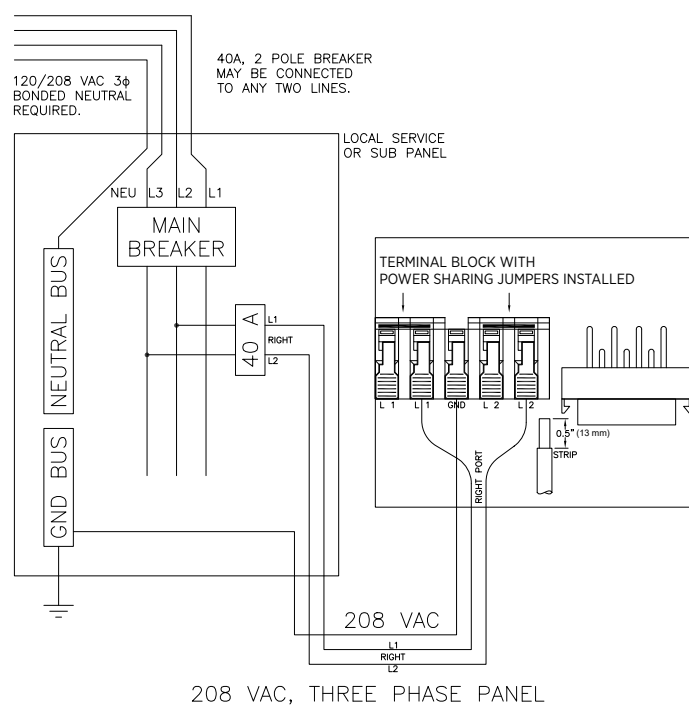 120/208 VAC 3ϕ
BONDED NEUTRAL
REQUIRED.
40A, 2 POLE BREAKER
MAY BE CONNECTED
TO ANY TWO LINES.
LOCAL SERVICE
OR SUB PANEL
NEU L3 L2 L1
MAIN
BREAKER
NEUTRAL BUS
GND BUS
40 A
L1
RIGHT
L2
TERMINAL BLOCK WITH
POWER SHARING JUMPERS INSTALLED
L 1 L 1 GND L 2 L 2
0.5" (13 mm)
STRIP
RIGHT PORT
208 VAC
L1
RIGHT
L2
208 VAC, THREE PHASE PANEL